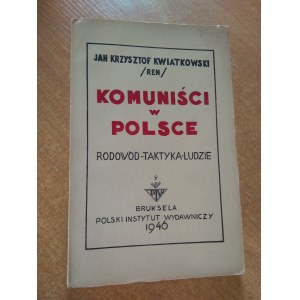 JAN KRZYSZTOF KWIATKOWSKI
/REN/
KOMUNIŚCI
W
POLSCE
RODOWÓD-TAKTYKA-LUDZIE
BRUKSELA
POLSKI INSTYTUT WYDAWNICZY
1946